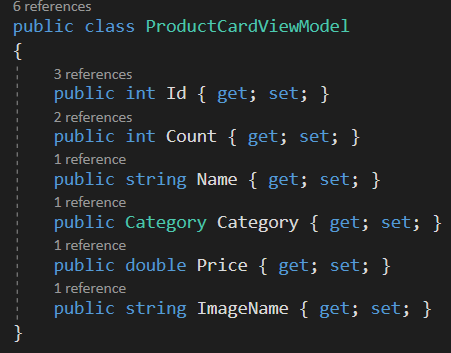 6 references
public class ProductCardViewModel
{
3 references
public int Id { get; set; }
2 references
public int Count { get; set; }
1 reference
public string Name { get; set; }
1 reference
public Category Category { get; set; }
1 reference
public double Price { get; set; }
1 reference
public string ImageName { get; set; }
}